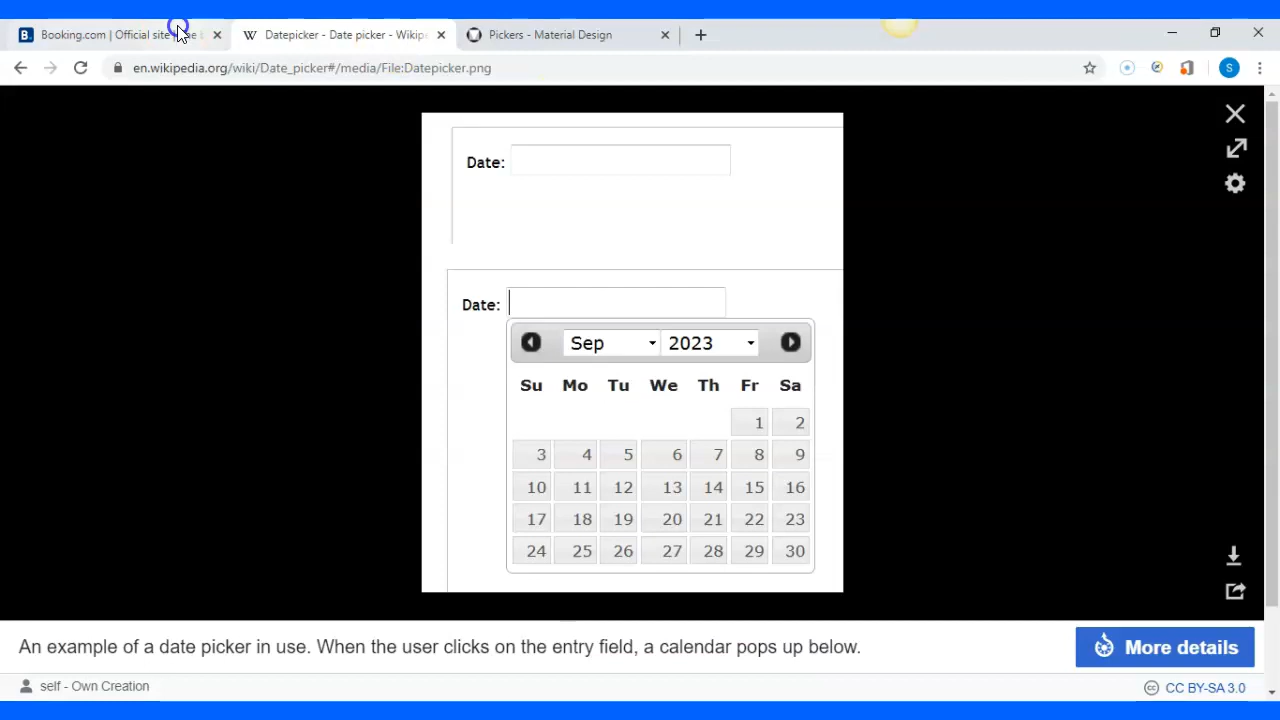 B. Booking.com | Official site
W Datepicker - Date picker - Wikip
Pickers - Material Design
en.wikipedia.org/wiki/Date_picker#/media/File:Datepicker.png
S
Date:
Date:
Sep 2023
Su Mo Tu We Th Fr Sa
1 2
3 4 5 6 7 8 9
10 11 12 13 14 15 16
17 18 19 20 21 22 23
24 25 26 27 28 29 30
An example of a date picker in use. When the user clicks on the entry field, a calendar pops up below.
More details
self - Own Creation
CC BY-SA 3.0